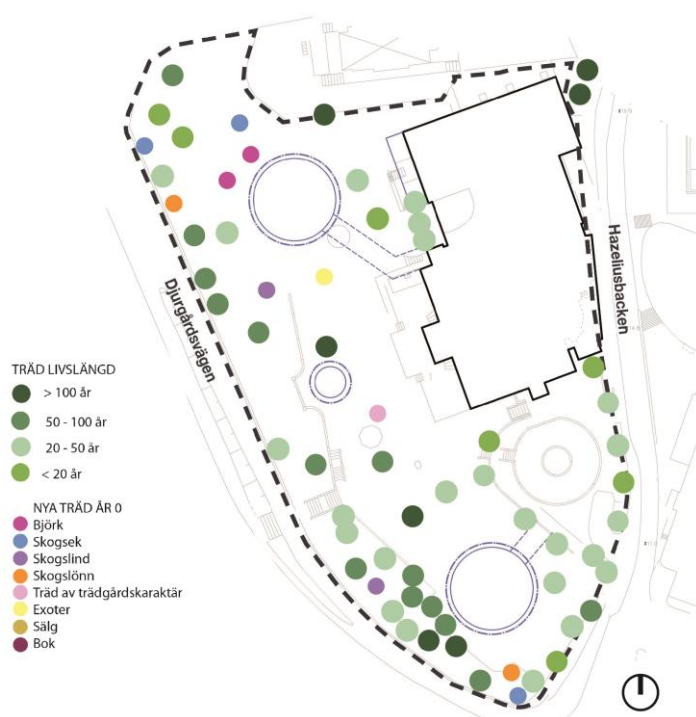 Djurgårdsvägen
Hazeliusbacken
TRÄD LIVSLÄNGD
> 100 år
50 - 100 år
20 - 50 år
< 20 år
NYA TRÄD ÅR 0
Björk
Skogsek
Skogslind
Skogslönn
Träd av trädgårdskaraktär
Exoter
Sälg
Bok